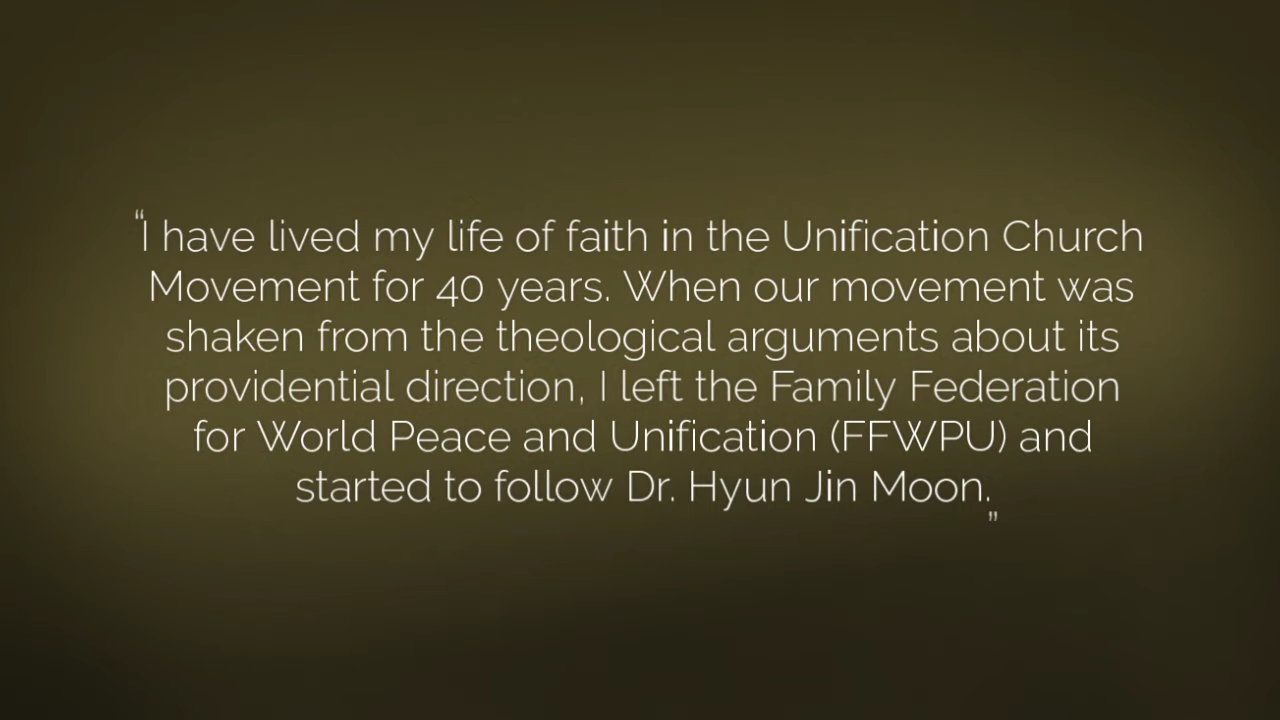 “I have lived my life of faith in the Unification Church
Movement for 40 years. When our movement was
shaken from the theological arguments about its
providential direction, I left the Family Federation
for World Peace and Unification (FFWPU) and
started to follow Dr. Hyun Jin Moon.”